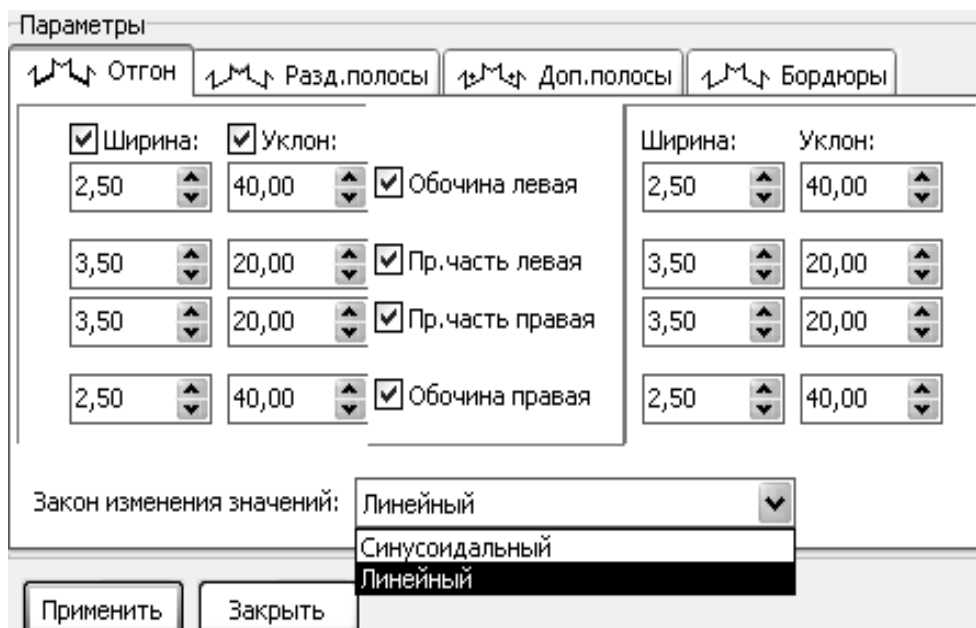 Параметры
Отгон Разд.полосы Доп.полосы Бордюры
Ширина: Уклон: Ширина: Уклон:
2,50 40,00 Обочина левая 2,50 40,00
3,50 20,00 Пр.часть левая 3,50 20,00
3,50 20,00 Пр.часть правая 3,50 20,00
2,50 40,00 Обочина правая 2,50 40,00
Закон изменения значений: Линейный
Синусоидальный
Линейный
Применить Закрыть